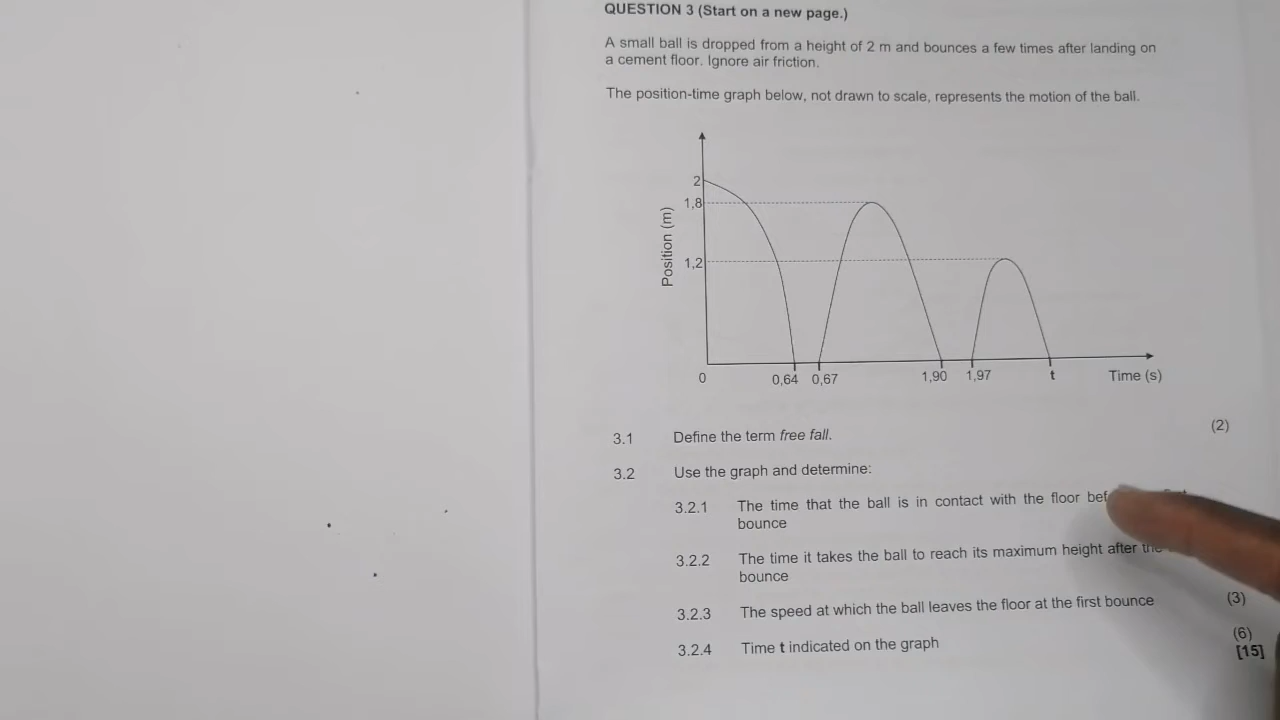 QUESTION 3 (Start on a new page.)
A small ball is dropped from a height of 2 m and bounces a few times after landing on
a cement floor. Ignore air friction.
The position-time graph below, not drawn to scale, represents the motion of the ball.
2
1,8
1,2
Position (m)
0
0,64
0,67
1,90
1,97
t
Time (s)
3.1 Define the term free fall. (2)
3.2 Use the graph and determine:
3.2.1 The time that the ball is in contact with the floor
bounce
3.2.2 The time it takes the ball to reach its maximum height after
bounce
3.2.3 The speed at which the ball leaves the floor at the first bounce (3)
3.2.4 Time t indicated on the graph (6)
[15]